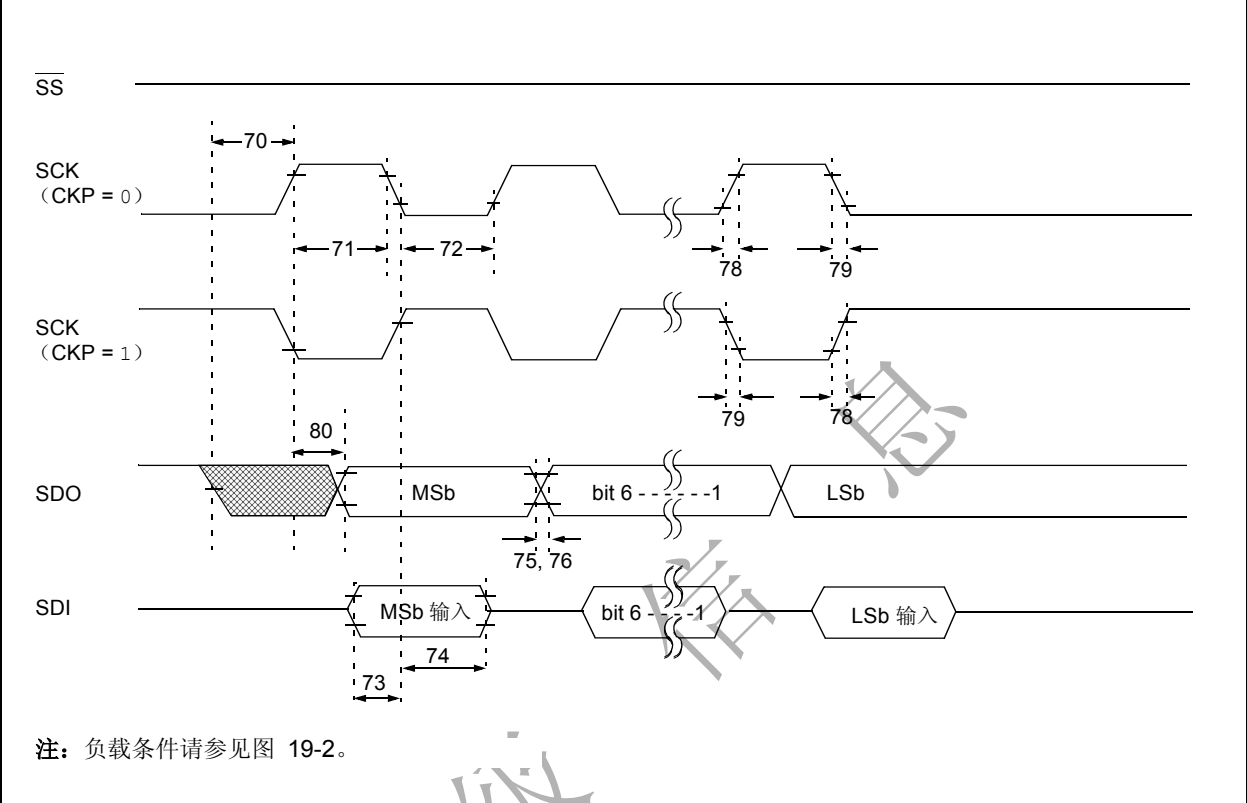 SS
70
SCK
（CKP = 0）
71
72
78
79
SCK
（CKP = 1）
79
78
80
SDO
MSb
bit 6 - - - - - -1
LSb
75, 76
SDI
MSb 输入
bit 6 - - - -1
LSb 输入
74
73
注：负载条件请参见图 19-2。
信
息